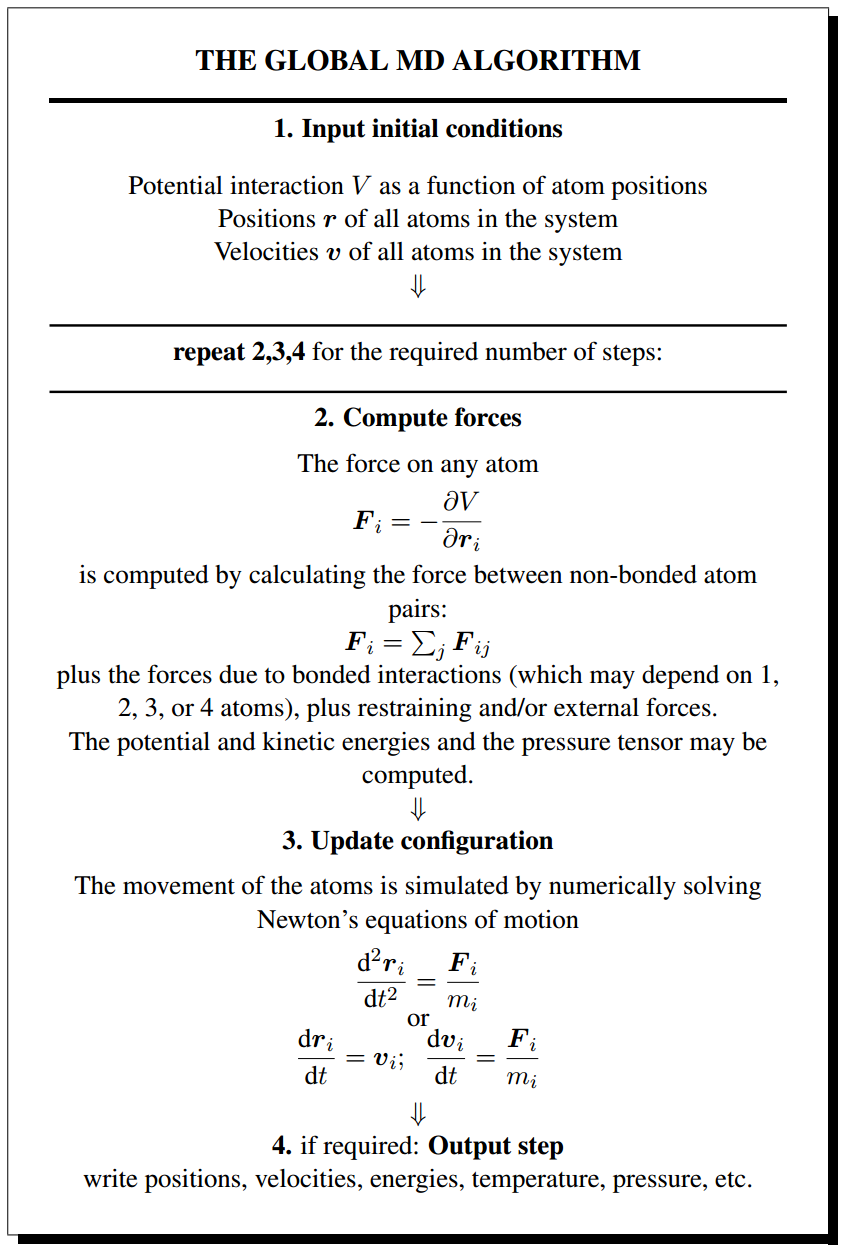 THE GLOBAL MD ALGORITHM
1. Input initial conditions
Potential interaction V as a function of atom positions
Positions r of all atoms in the system
Velocities v of all atoms in the system
⇓
repeat 2,3,4 for the required number of steps:
2. Compute forces
The force on any atom
F_i = −∂V/∂r_i
is computed by calculating the force between non-bonded atom
pairs:
F_i = ∑_j F_ij
plus the forces due to bonded interactions (which may depend on 1,
2, 3, or 4 atoms), plus restraining and/or external forces.
The potential and kinetic energies and the pressure tensor may be
computed.
⇓
3. Update configuration
The movement of the atoms is simulated by numerically solving
Newton’s equations of motion
d²r_i/dt² = F_i/m_i
or
dr_i/dt = v_i; dv_i/dt = F_i/m_i
⇓
4. if required: Output step
write positions, velocities, energies, temperature, pressure, etc.